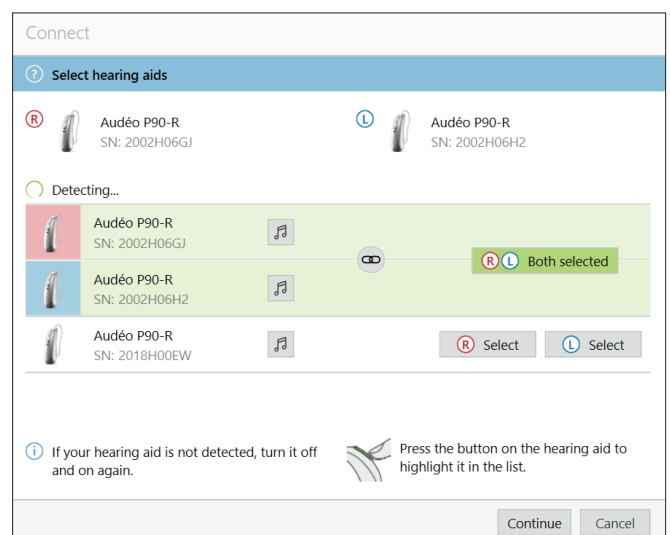 Connect
? Select hearing aids
R Audéo P90-R
SN: 2002H06GJ
L Audéo P90-R
SN: 2002H06H2
Detecting...
Audéo P90-R
SN: 2002H06GJ
R L Both selected
Audéo P90-R
SN: 2002H06H2
Audéo P90-R
SN: 2018H00EW
R Select
L Select
i If your hearing aid is not detected, turn it off
and on again.
Press the button on the hearing aid to
highlight it in the list.
Continue
Cancel